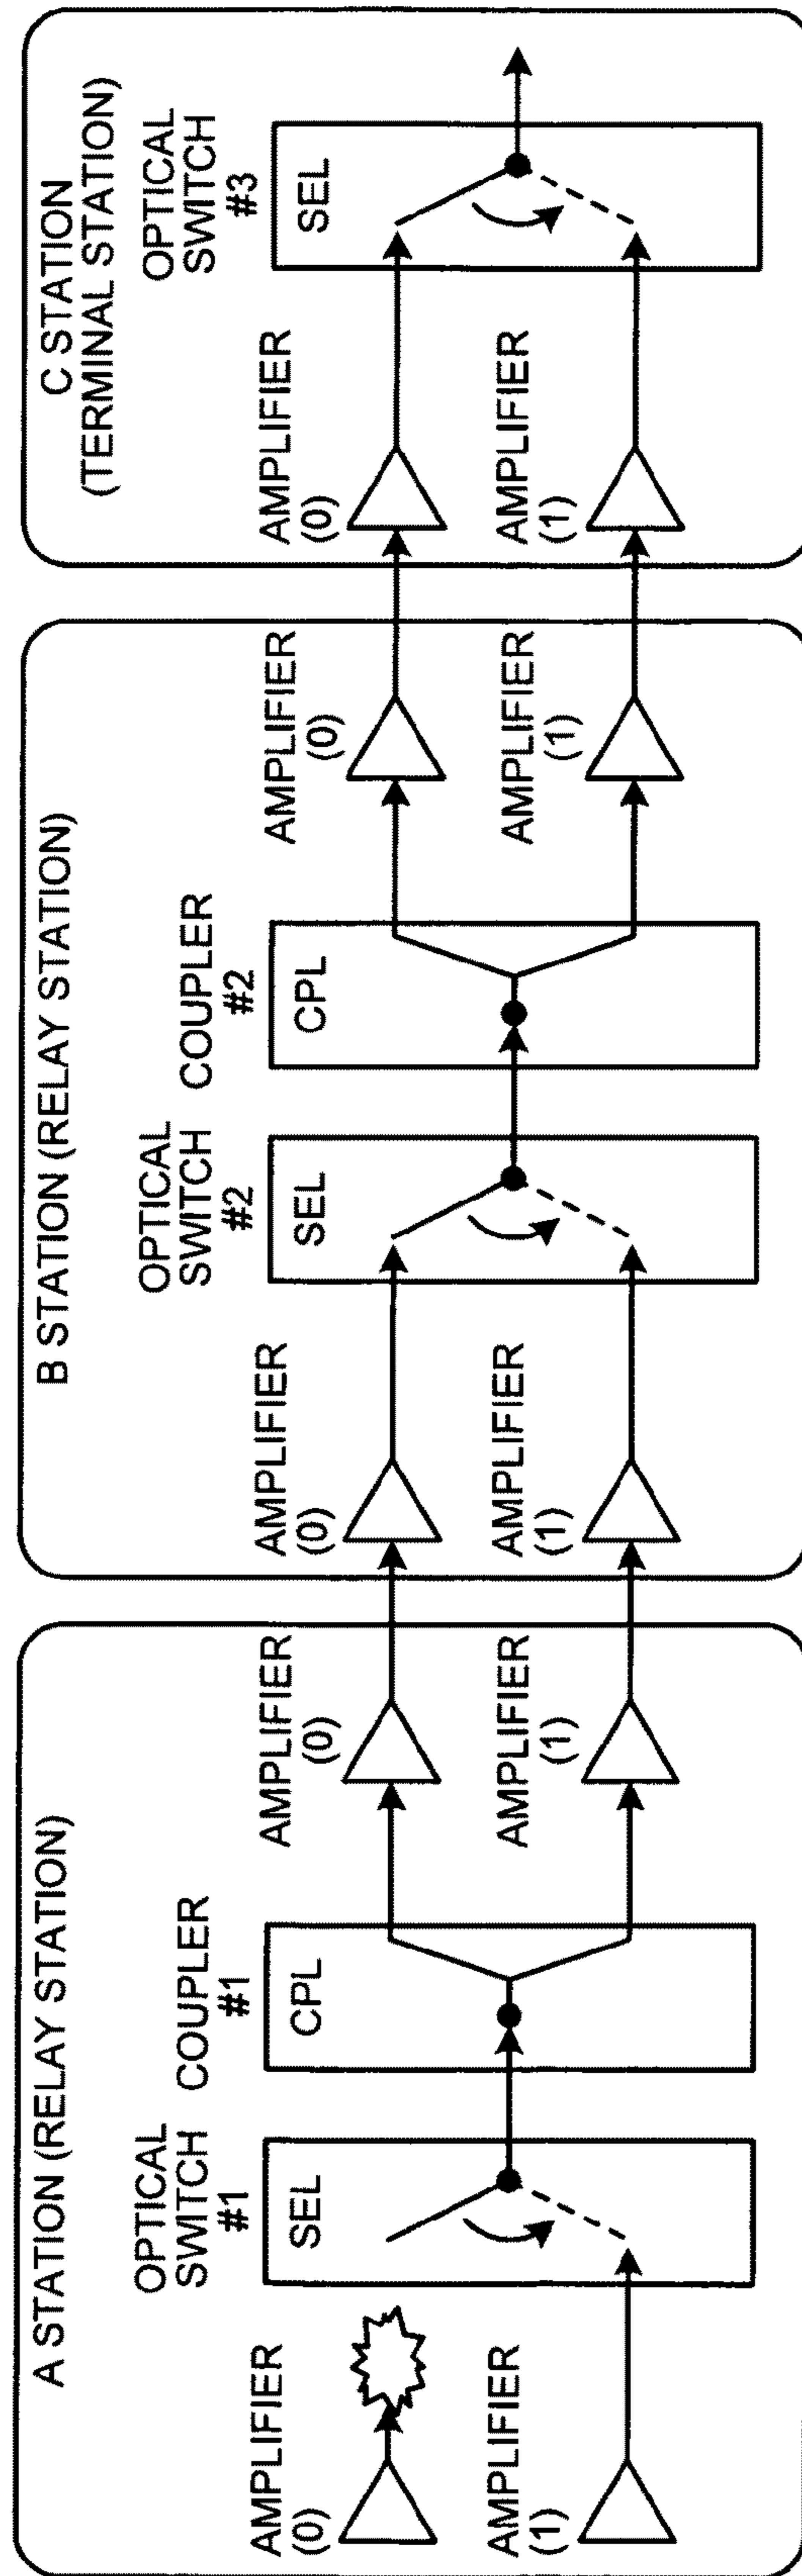 A STATION (RELAY STATION)
OPTICAL
SWITCH
#1
COUPLER
#1
AMPLIFIER
(0)
SEL
CPL
AMPLIFIER
(0)
AMPLIFIER
(1)
AMPLIFIER
(1)
B STATION (RELAY STATION)
OPTICAL
SWITCH
#2
COUPLER
#2
AMPLIFIER
(0)
SEL
CPL
AMPLIFIER
(0)
AMPLIFIER
(1)
AMPLIFIER
(1)
C STATION
(TERMINAL STATION)
OPTICAL
SWITCH
#3
AMPLIFIER
(0)
SEL
AMPLIFIER
(1)